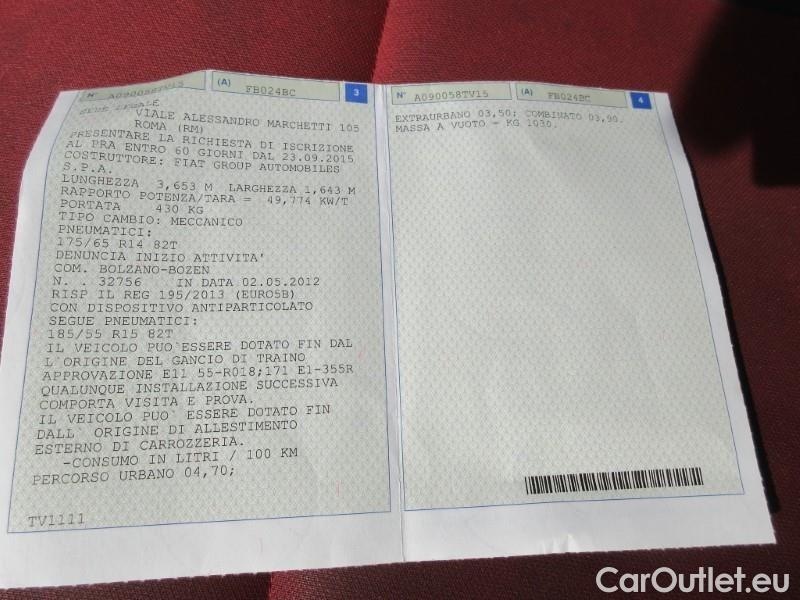 N° A090058TV15 (A) FB024BC 3
SEDE LEGALE
VIALE ALESSANDRO MARCHETTI 105
ROMA (RM)
PRESENTARE LA RICHIESTA DI ISCRIZIONE
AL PRA ENTRO 60 GIORNI DAL 23.09.2015
COSTRUTTORE: FIAT GROUP AUTOMOBILES
S.P.A.
LUNGHEZZA 3,653 M LARGHEZZA 1,643 M
RAPPORTO POTENZA/TARA = 49,774 KW/T
PORTATA 430 KG
TIPO CAMBIO: MECCANICO
PNEUMATICI:
175/65 R14 82T
DENUNCIA INIZIO ATTIVITA'
COM. BOLZANO-BOZEN
N. . 32756 IN DATA 02.05.2012
RISP IL REG 195/2013 (EURO5B)
CON DISPOSITIVO ANTIPARTICOLATO
SEGUE PNEUMATICI:
185/55 R15 82T
IL VEICOLO PUO`ESSERE DOTATO FIN DAL
L`ORIGINE DEL GANCIO DI TRAINO
APPROVAZIONE E11 55-R018;171 E1-355R
QUALUNQUE INSTALLAZIONE SUCCESSIVA
COMPORTA VISITA E PROVA.
IL VEICOLO PUO` ESSERE DOTATO FIN
DALL` ORIGINE DI ALLESTIMENTO
ESTERNO DI CARROZZERIA.
-CONSUMO IN LITRI / 100 KM
PERCORSO URBANO 04,70;
TV1111
N° A090058TV15 (A) FB024BC 4
EXTRAURBANO 03,50; COMBINATO 03,90.
MASSA A VUOTO - KG 1030.
CarOutlet.eu